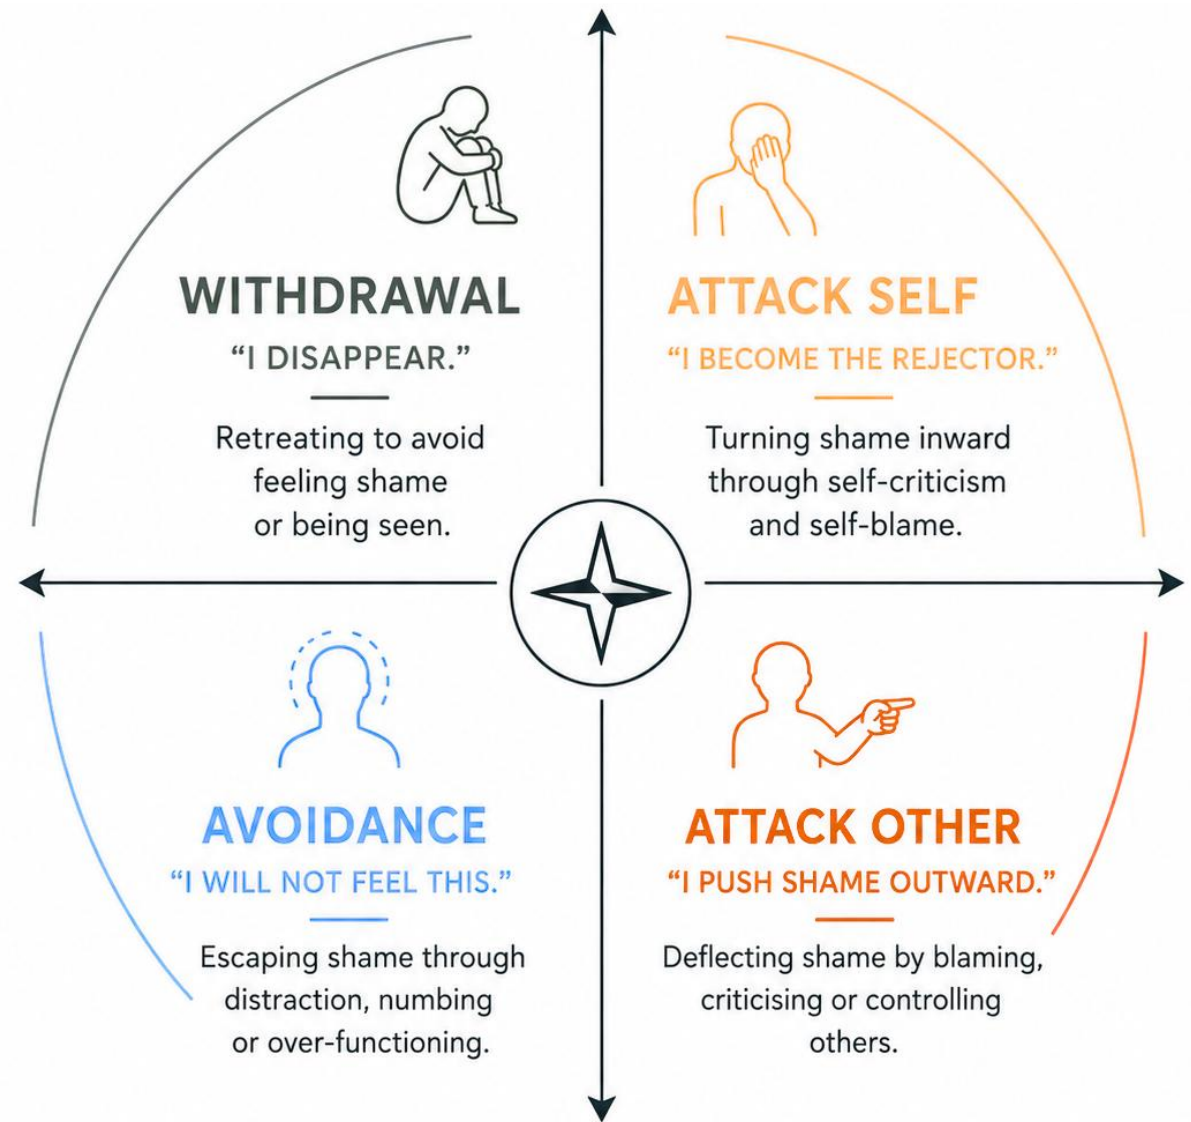 WITHDRAWAL
“I DISAPPEAR.”
Retreating to avoid
feeling shame
or being seen.
ATTACK SELF
“I BECOME THE REJECTOR.”
Turning shame inward
through self-criticism
and self-blame.
AVOIDANCE
“I WILL NOT FEEL THIS.”
Escaping shame through
distraction, numbing
or over-functioning.
ATTACK OTHER
“I PUSH SHAME OUTWARD.”
Deflecting shame by blaming,
criticising or controlling
others.